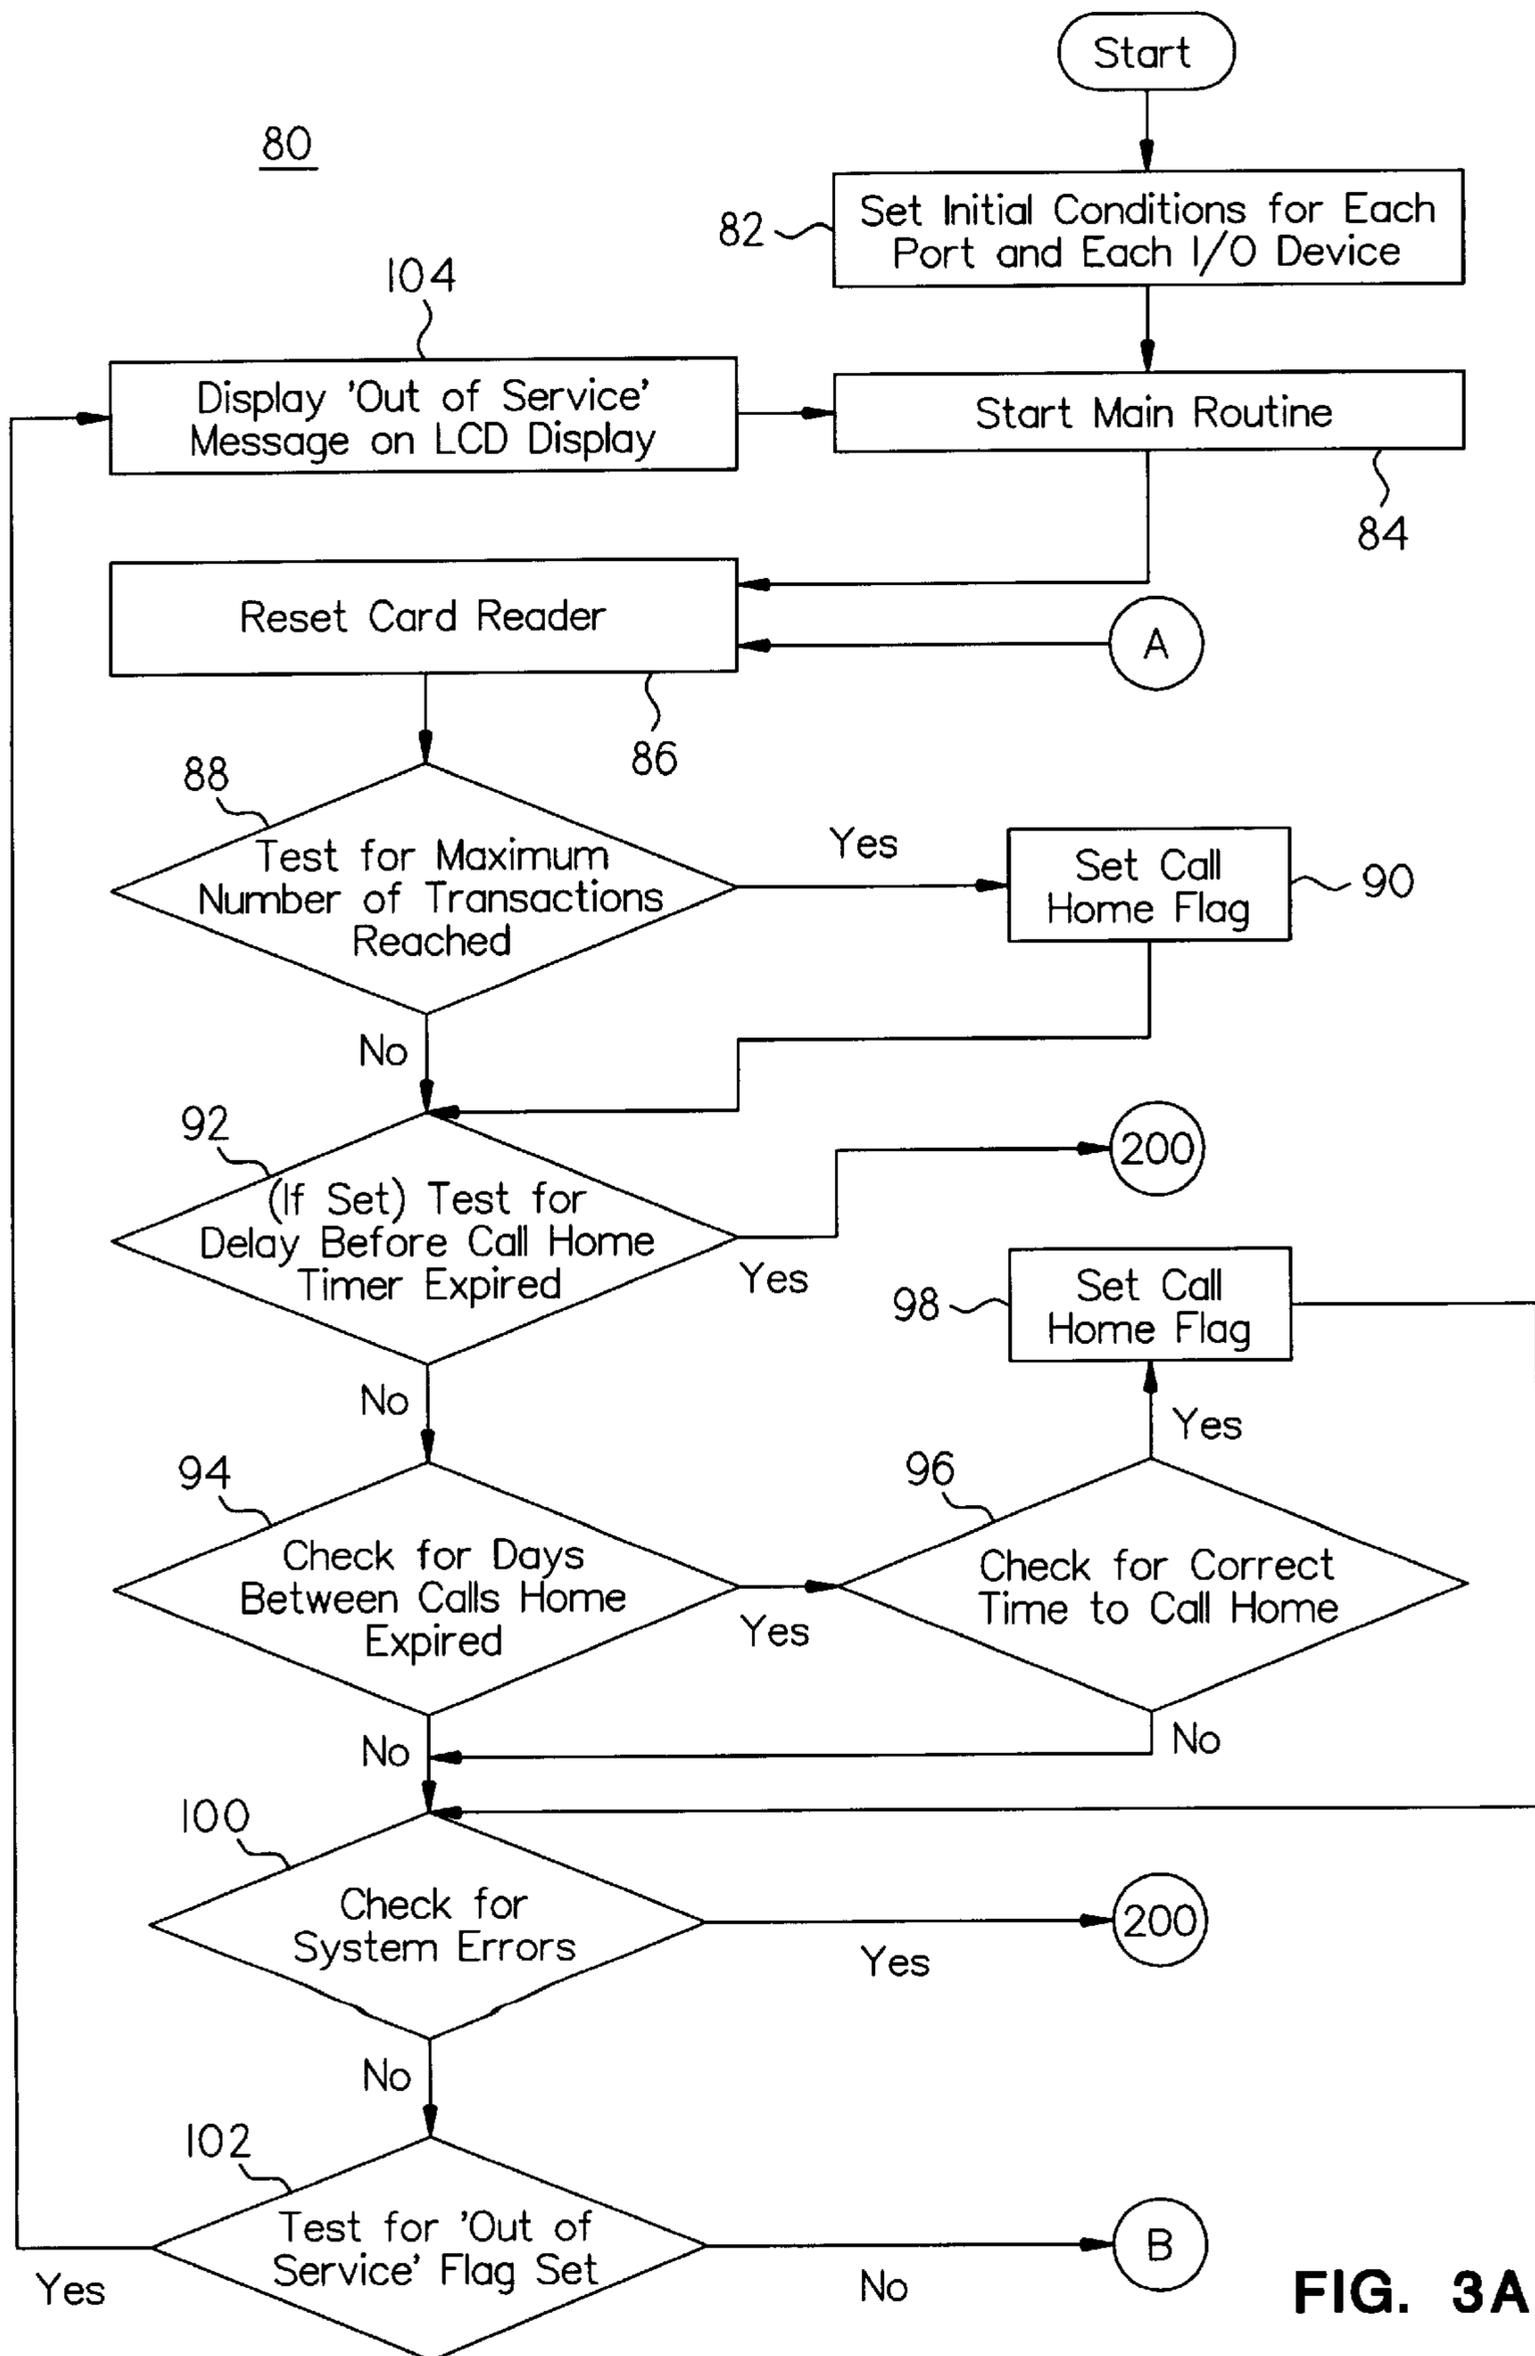 Start
80
82
Set Initial Conditions for Each
Port and Each I/O Device
104
Display 'Out of Service'
Message on LCD Display
Start Main Routine
84
Reset Card Reader
A
86
88
Test for Maximum
Number of Transactions
Reached
Yes
Set Call
Home Flag
90
No
92
(If Set) Test for
Delay Before Call Home
Timer Expired
Yes
200
98
Set Call
Home Flag
No
Yes
94
Check for Days
Between Calls Home
Expired
Yes
96
Check for Correct
Time to Call Home
No
No
100
Check for
System Errors
Yes
200
No
102
Test for 'Out of
Service' Flag Set
Yes
No
B
FIG. 3A